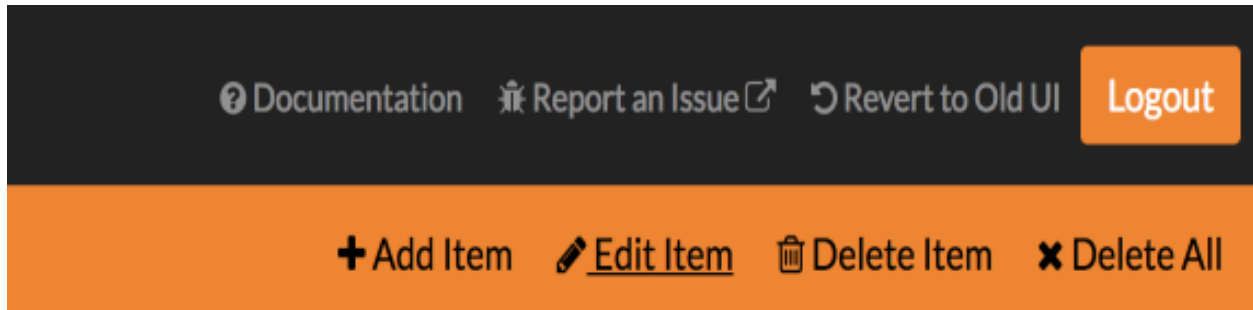 Documentation Report an Issue Revert to Old UI Logout
Add Item Edit Item Delete Item Delete All